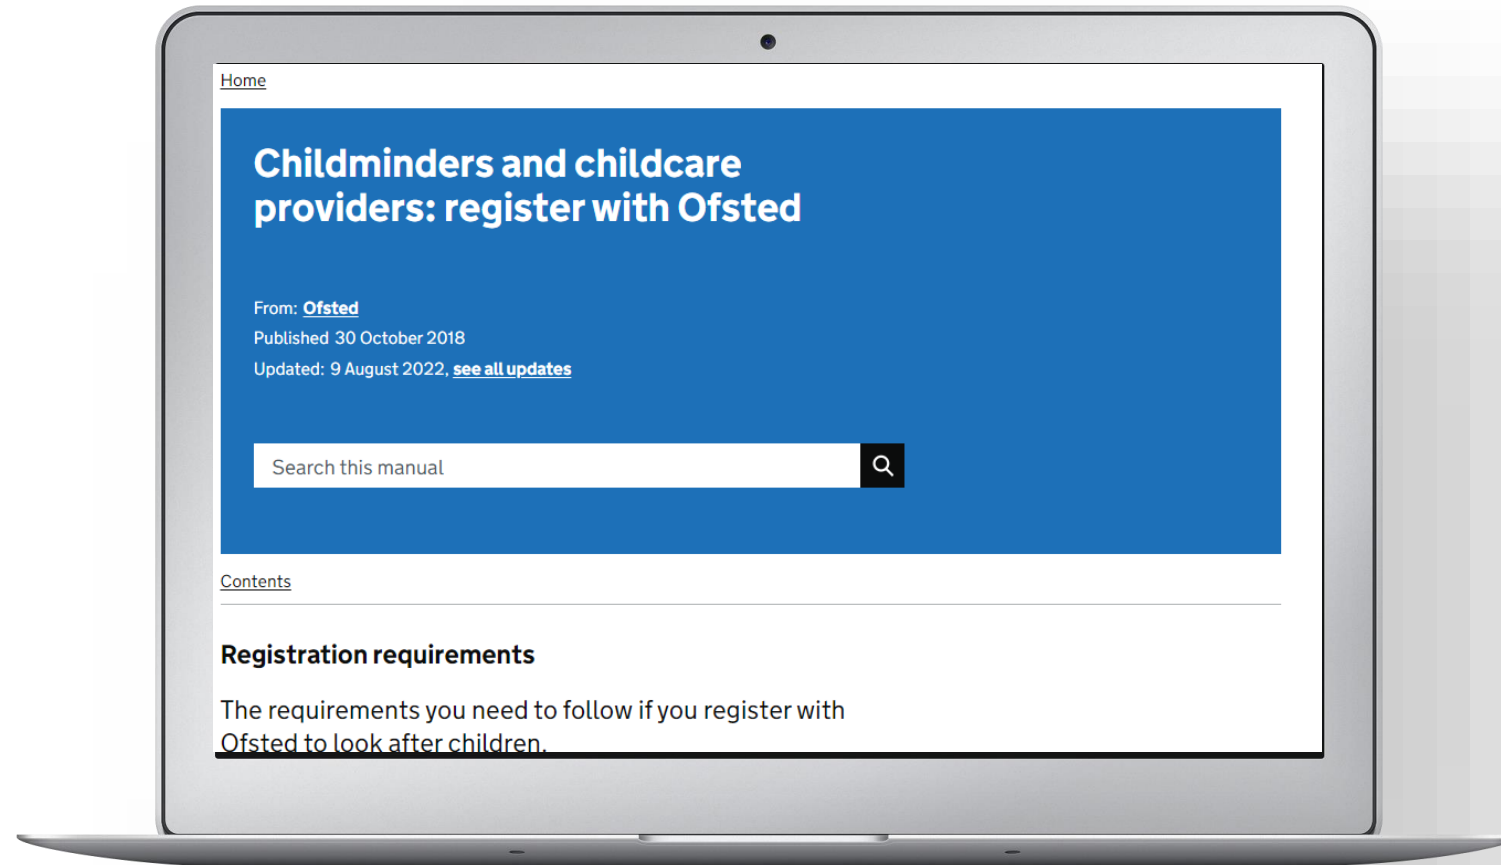 Home
Childminders and childcare
providers: register with Ofsted
From: Ofsted
Published 30 October 2018
Updated: 9 August 2022, see all updates
Search this manual
Contents
Registration requirements
The requirements you need to follow if you register with
Ofsted to look after children.